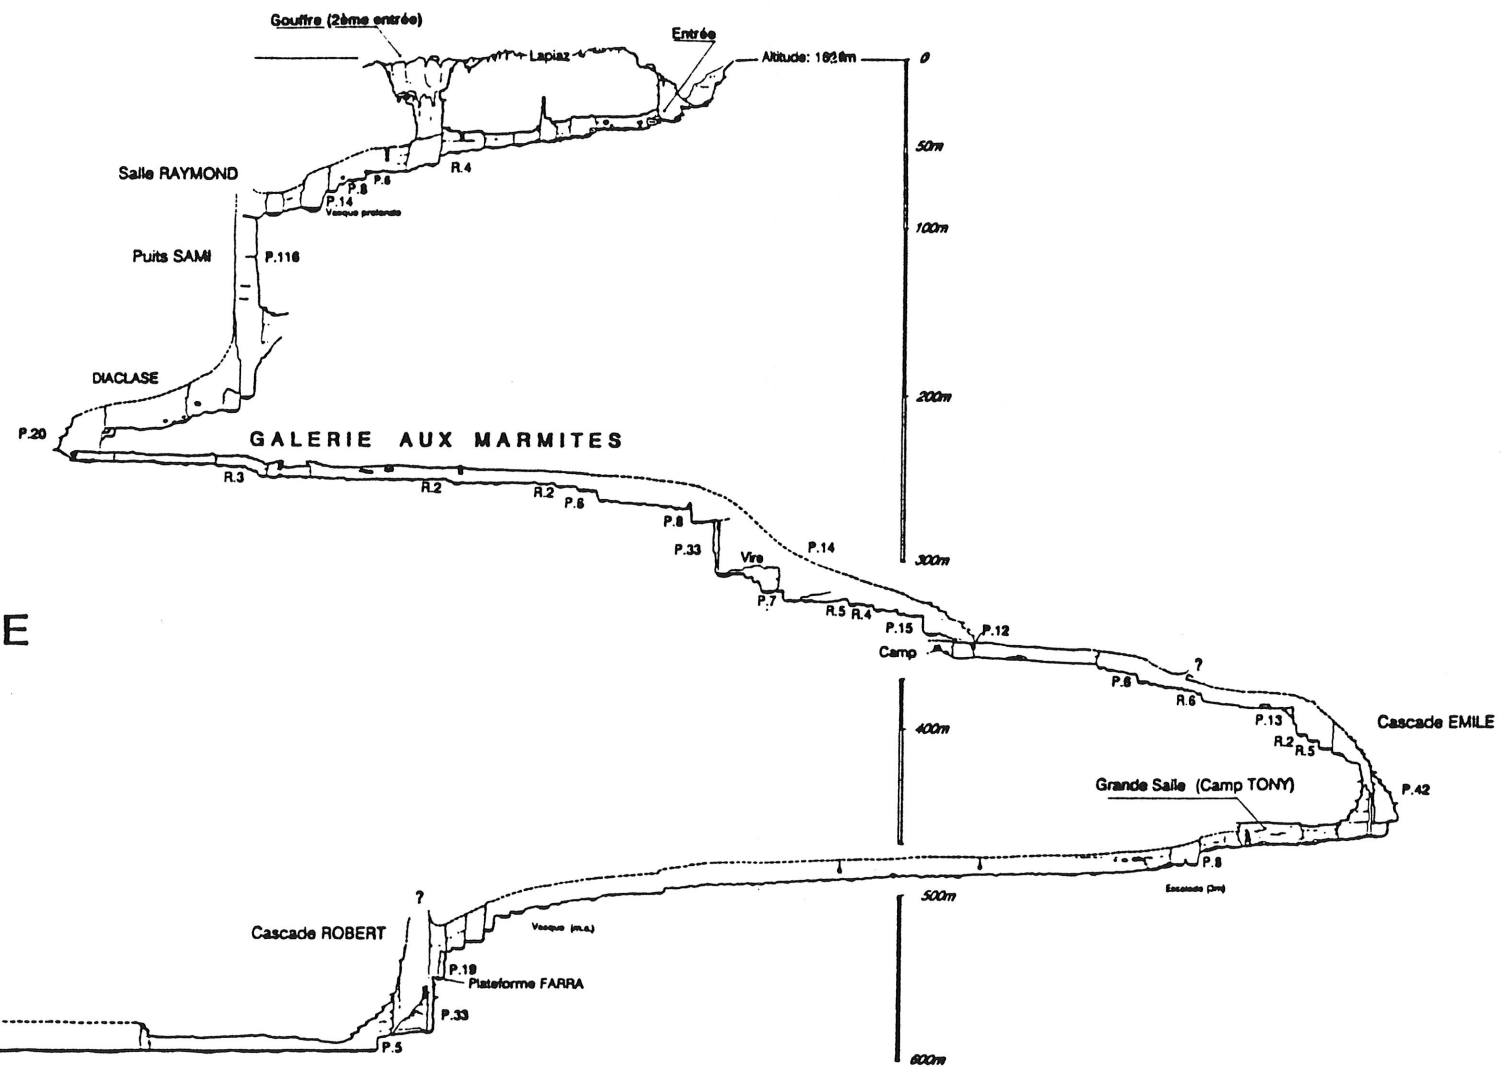 Gouffre (2ème entrée)
Entrée
Lapiaz
Altitude: 1628m
0
50m
R.4
Salle RAYMOND
P.6
P.8
P.14
Vasque profonde
100m
Puits SAMI
P.116
DIACLASE
200m
P.20
GALERIE AUX MARMITES
R.3
R.2
R.2
P.6
P.8
P.33
P.14
Vire
300m
P.7
R.5
R.4
E
P.15
P.12
Camp
?
P.6
R.6
P.13
Cascade EMILE
400m
R.2
R.5
Grande Salle (Camp TONY)
P.42
P.8
Escalade (3m)
?
500m
Cascade ROBERT
Vasque (m.c.)
P.19
Plateforme FARRA
P.33
P.5
600m